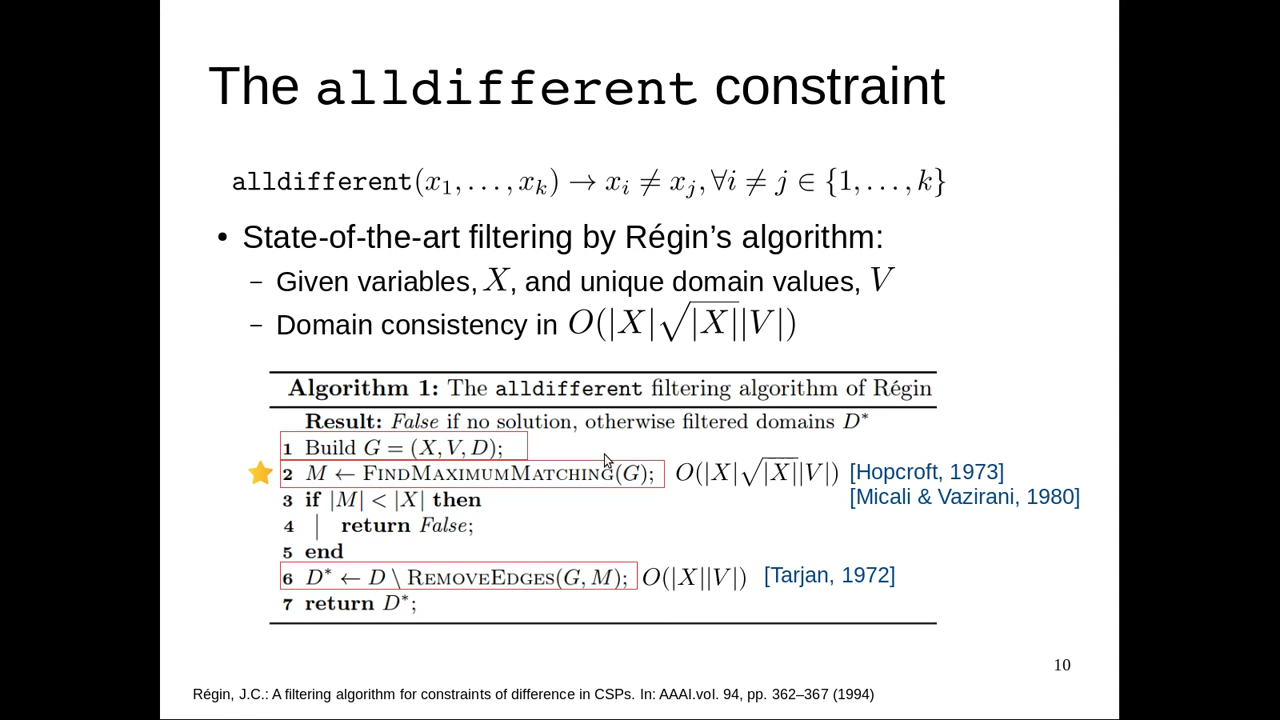 The alldifferent constraint
alldifferent(x₁, . . . , xₖ) → xᵢ ≠ xⱼ, ∀i ≠ j ∈ {1, . . . , k}
• State-of-the-art filtering by Régin’s algorithm:
– Given variables, X, and unique domain values, V
– Domain consistency in O(|X|√|X||V|)
Algorithm 1: The alldifferent filtering algorithm of Régin
Result: False if no solution, otherwise filtered domains D*
1 Build G = (X, V, D);
2 M ← FINDMAXIMUMMATCHING(G); O(|X|√|X||V|) [Hopcroft, 1973]
[Micali & Vazirani, 1980]
3 if |M| < |X| then
4 return False;
5 end
6 D* ← D \ REMOVEEDGES(G, M); O(|X||V|) [Tarjan, 1972]
7 return D*;
10
Régin, J.C.: A filtering algorithm for constraints of difference in CSPs. In: AAAI.vol. 94, pp. 362–367 (1994)